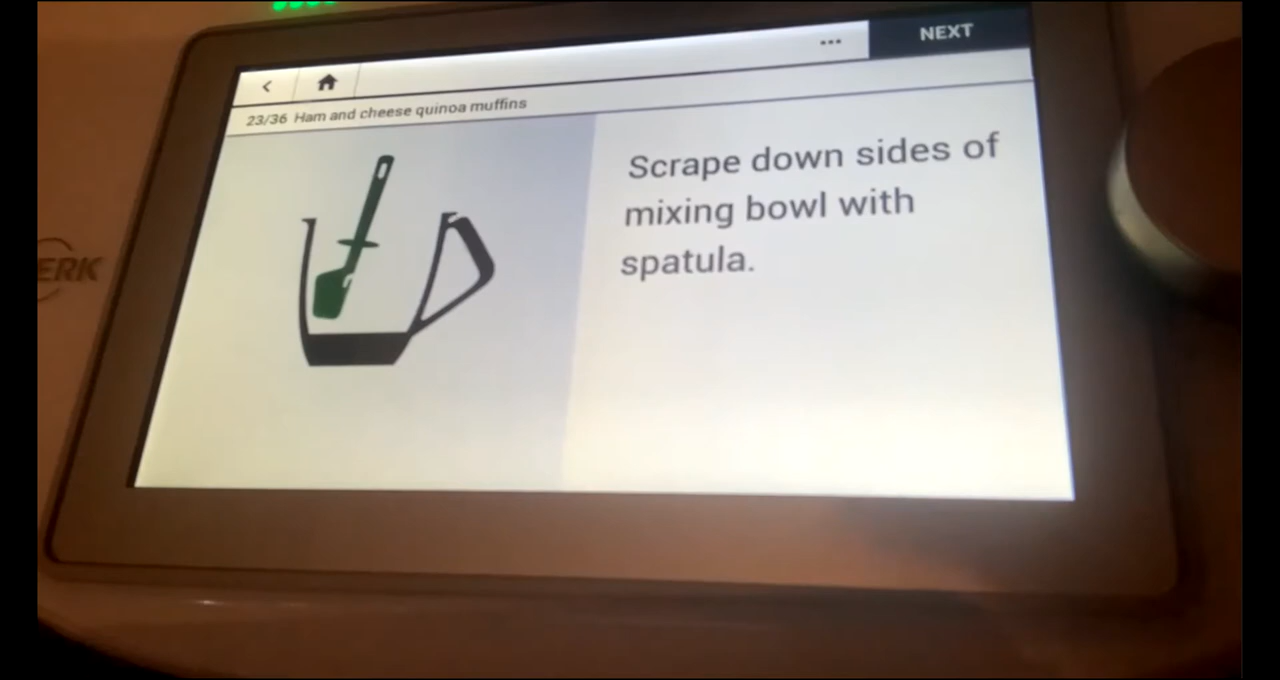 NEXT
23/36 Ham and cheese quinoa muffins
Scrape down sides of
mixing bowl with
spatula.
ERK